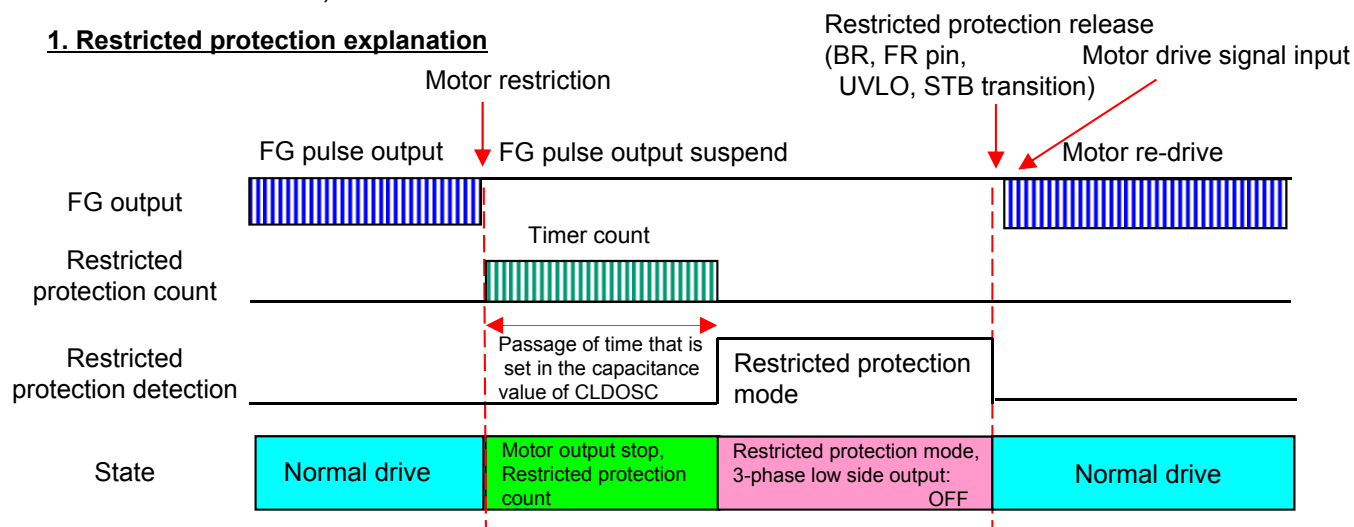 1. Restricted protection explanation
Restricted protection release
(BR, FR pin,
UVLO, STB transition)
Motor drive signal input
Motor restriction
FG pulse output
FG pulse output suspend
Motor re-drive
FG output
Timer count
Restricted
protection count
Passage of time that is
set in the capacitance
value of CLDOSC
Restricted
protection detection
Restricted protection
mode
State
Normal drive
Motor output stop,
Restricted protection
count
Restricted protection mode,
3-phase low side output:
OFF
Normal drive